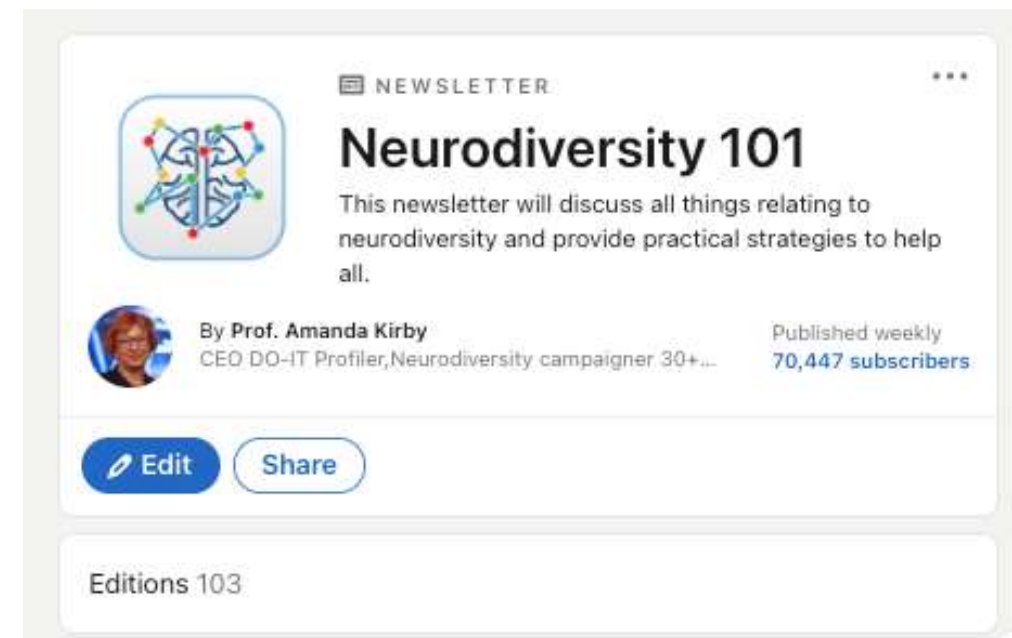 NEWSLETTER
Neurodiversity 101
This newsletter will discuss all things relating to
neurodiversity and provide practical strategies to help
all.
By Prof. Amanda Kirby
CEO DO-IT Profiler,Neurodiversity campaigner 30+...
Published weekly
70,447 subscribers
Edit
Share
Editions 103